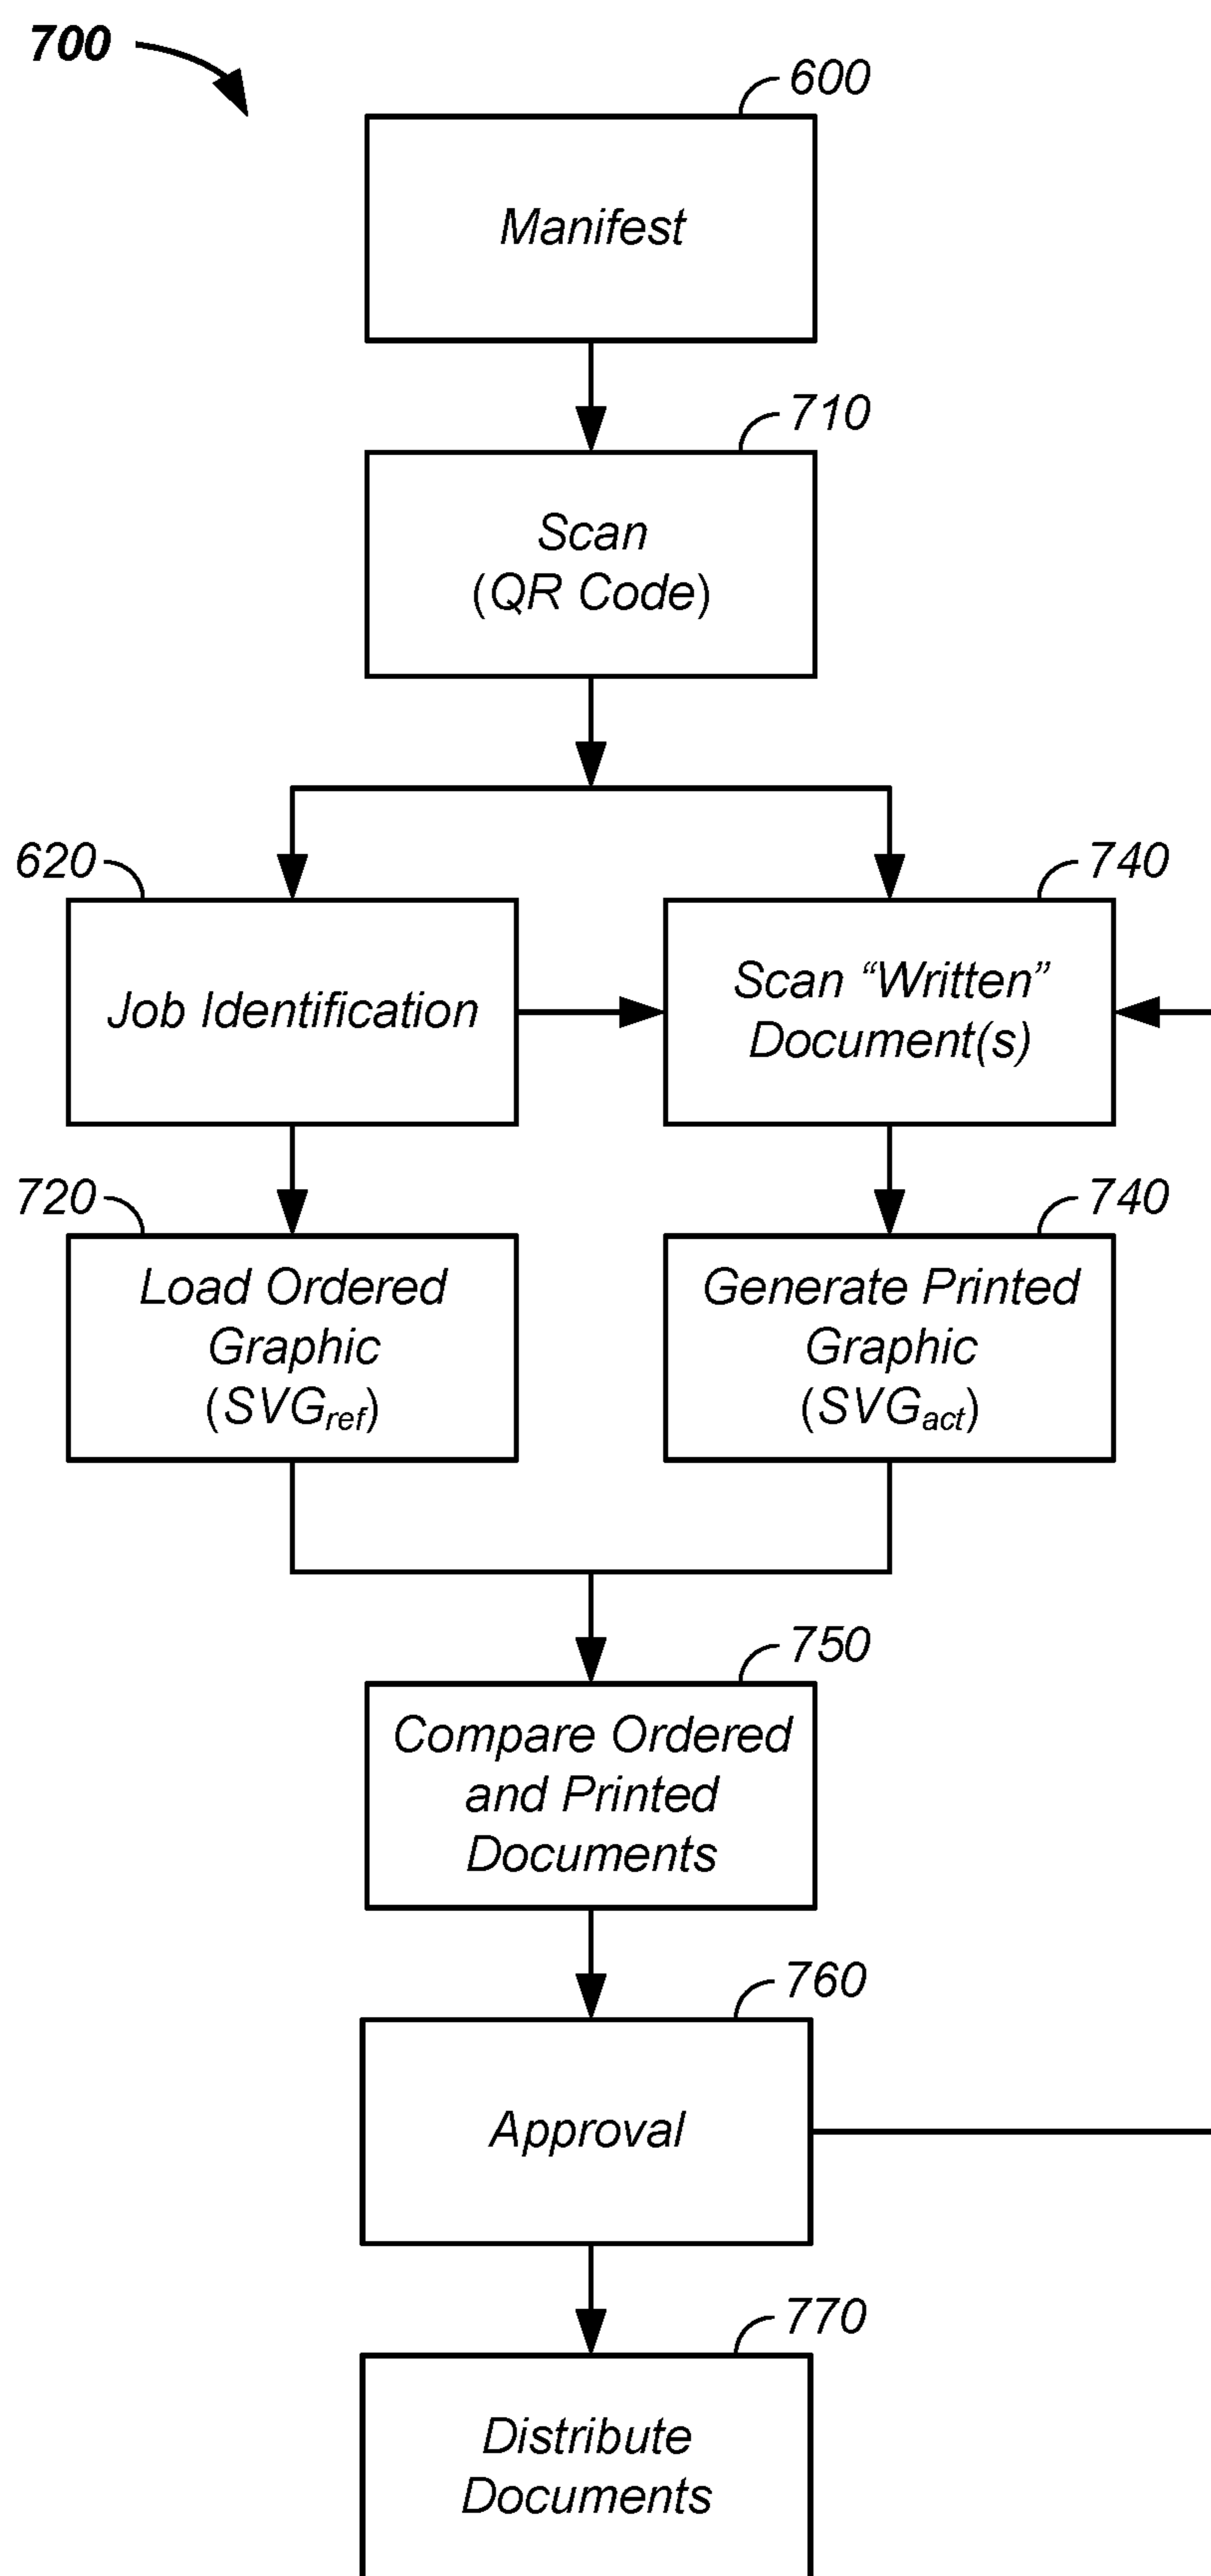 700
600
Manifest
710
Scan
(QR Code)
620
740
Job Identification
Scan “Written”
Document(s)
720
740
Load Ordered
Graphic
(SVGref)
Generate Printed
Graphic
(SVGact)
750
Compare Ordered
and Printed
Documents
760
Approval
770
Distribute
Documents